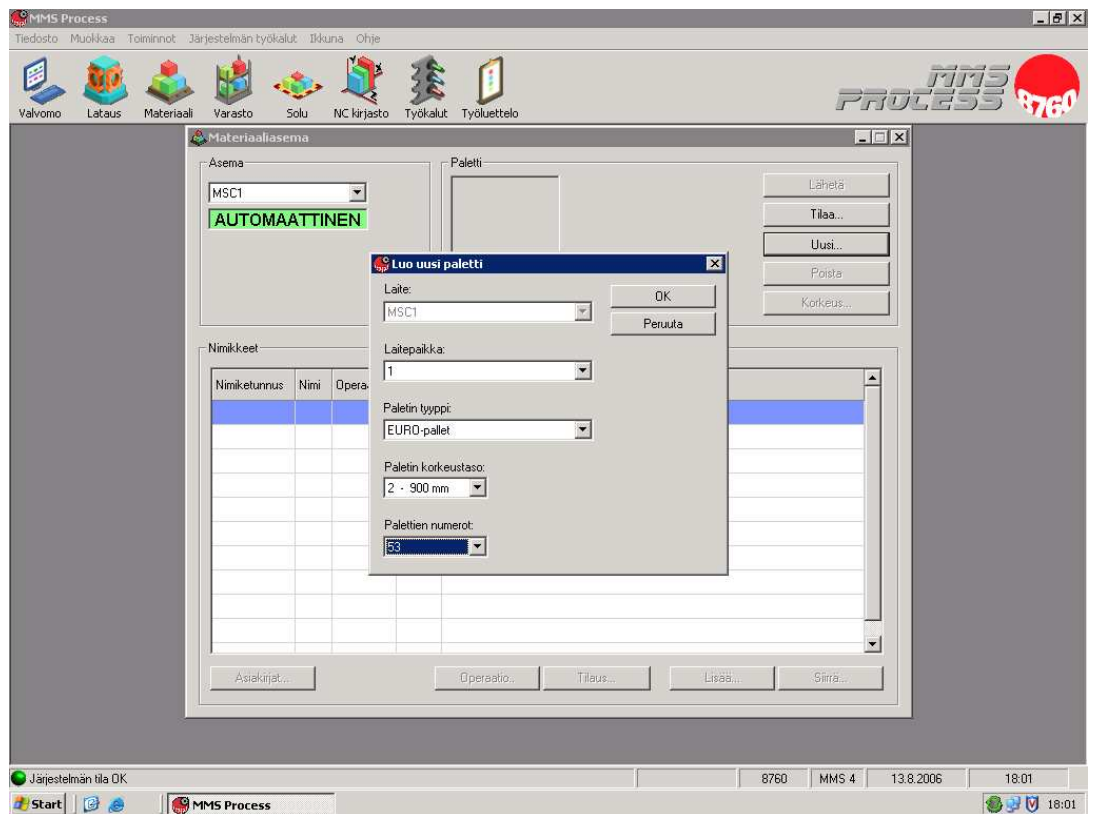 MMS Process
Tiedosto Muokkaa Toiminnot Järjestelmän työkalut Ikkuna Ohje
Valvomo Lataus Materiaali Varasto Solu NC kirjasto Työkalut Työluettelo
MMS
PROCESS
8760
Materiaaliasema
Asema
Paletti
MSC1
AUTOMAATTINEN
Lähetä
Tilaa...
Uusi...
Poista
Korkeus...
Luo uusi paletti
Laite:
MSC1
OK
Peruuta
Laitepaikka:
1
Paletin tyyppi:
EURO-pallet
Paletin korkeustaso:
2 - 900 mm
Palettien numerot:
53
Nimikkeet
Nimiketunnus Nimi Opera
Asiakirjat... Operaatio.. Tilaus... Lisää... Siirrä...
Järjestelmän tila OK 8760 MMS 4 13.8.2006 18:01
Start MMS Process 18:01